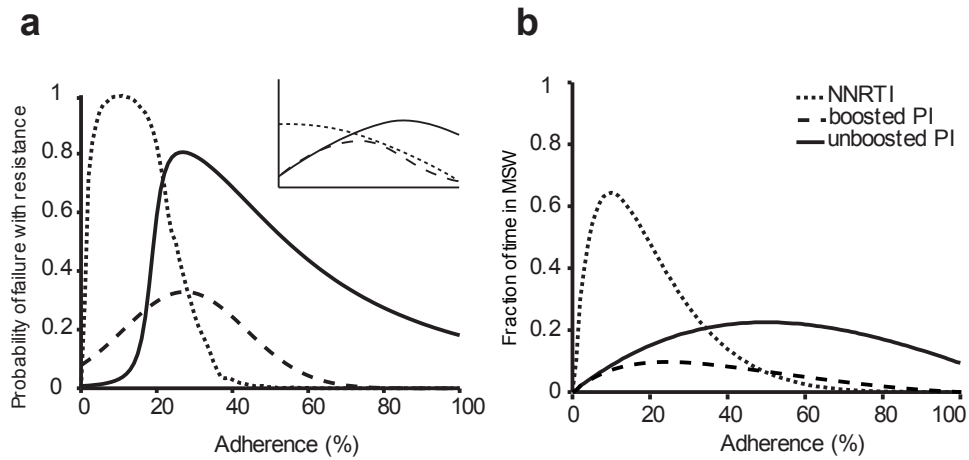 a
Probability of failure with resistance
1
0.8
0.6
0.4
0.2
0
0 20 40 60 80 100
Adherence (%)
b
NNRTI
boosted PI
unboosted PI
Fraction of time in MSW
1
0.8
0.6
0.4
0.2
0
0 20 40 60 80 100
Adherence (%)